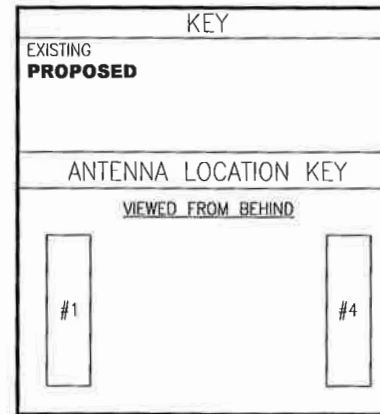 KEY
EXISTING
PROPOSED
ANTENNA LOCATION KEY
VIEWED FROM BEHIND
#1 #4